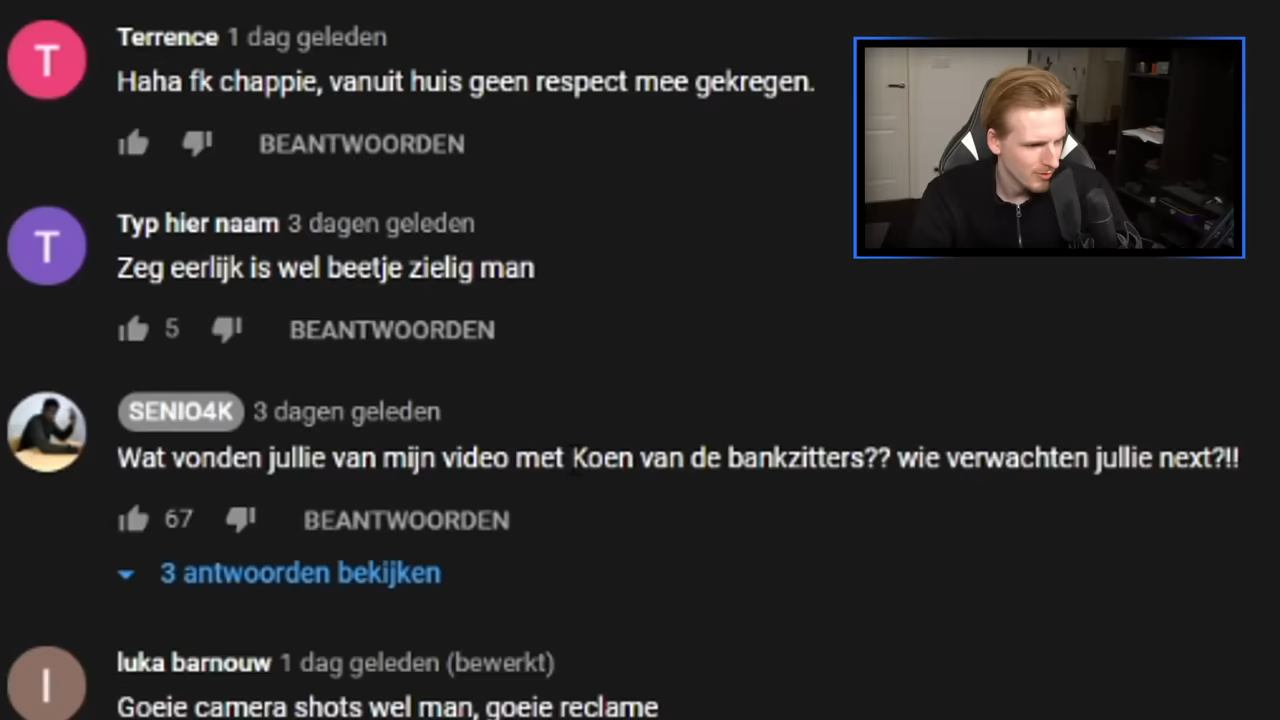 T
Terrence 1 dag geleden
Haha fk chappie, vanuit huis geen respect mee gekregen.
BEANTWOORDEN
T
Typ hier naam 3 dagen geleden
Zeg eerlijk is wel beetje zielig man
5 BEANTWOORDEN
SENIO4K 3 dagen geleden
Wat vonden jullie van mijn video met Koen van de bankzitters?? wie verwachten jullie next?!!
67 BEANTWOORDEN
3 antwoorden bekijken
l
luka barnouw 1 dag geleden (bewerkt)
Goeie camera shots wel man, goeie reclame